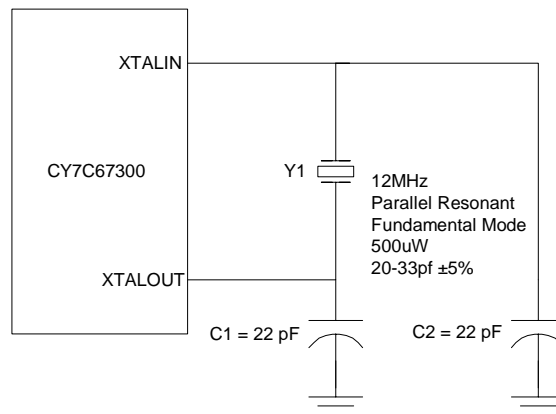 XTALIN
CY7C67300
Y1
12MHz
Parallel Resonant
Fundamental Mode
500uW
20-33pf ±5%
XTALOUT
C1 = 22 pF
C2 = 22 pF